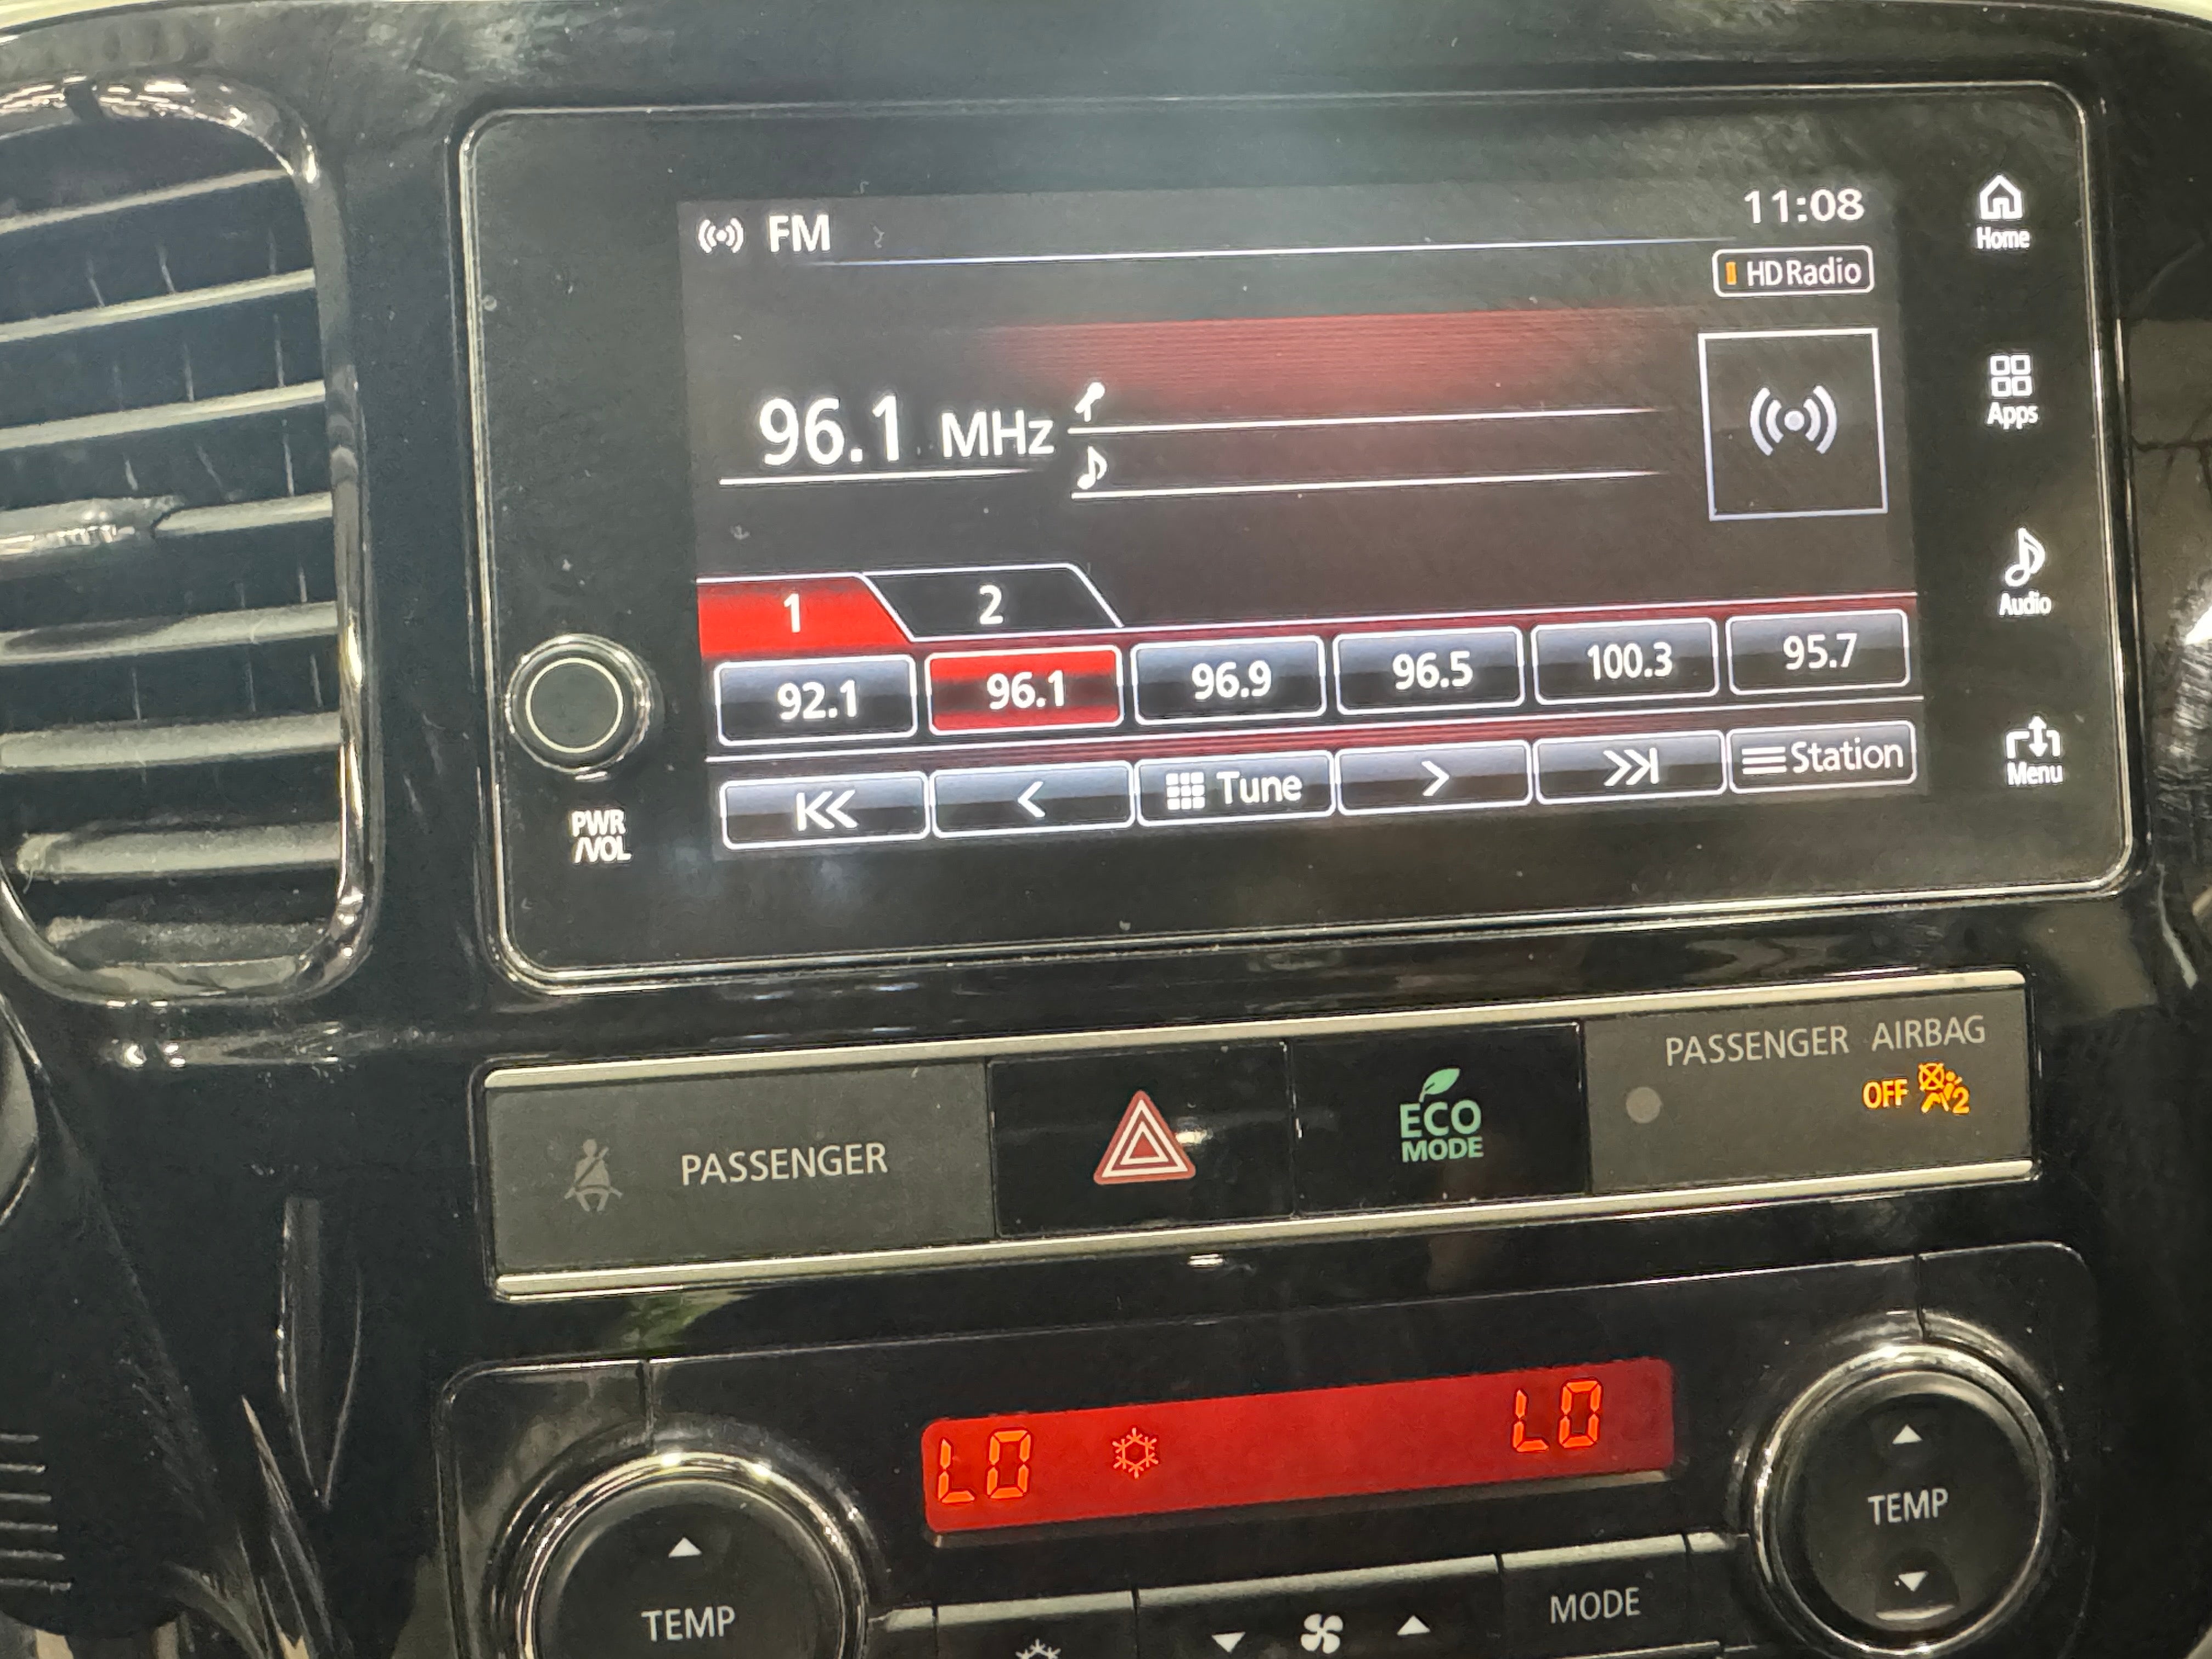 FM
11:08
HD Radio
Home
96.1 MHz
Apps
Audio
1
2
92.1
96.1
96.9
96.5
100.3
95.7
Tune
Station
Menu
PWR
/VOL
PASSENGER
ECO
MODE
PASSENGER AIRBAG
OFF
2
LO
LO
TEMP
TEMP
MODE